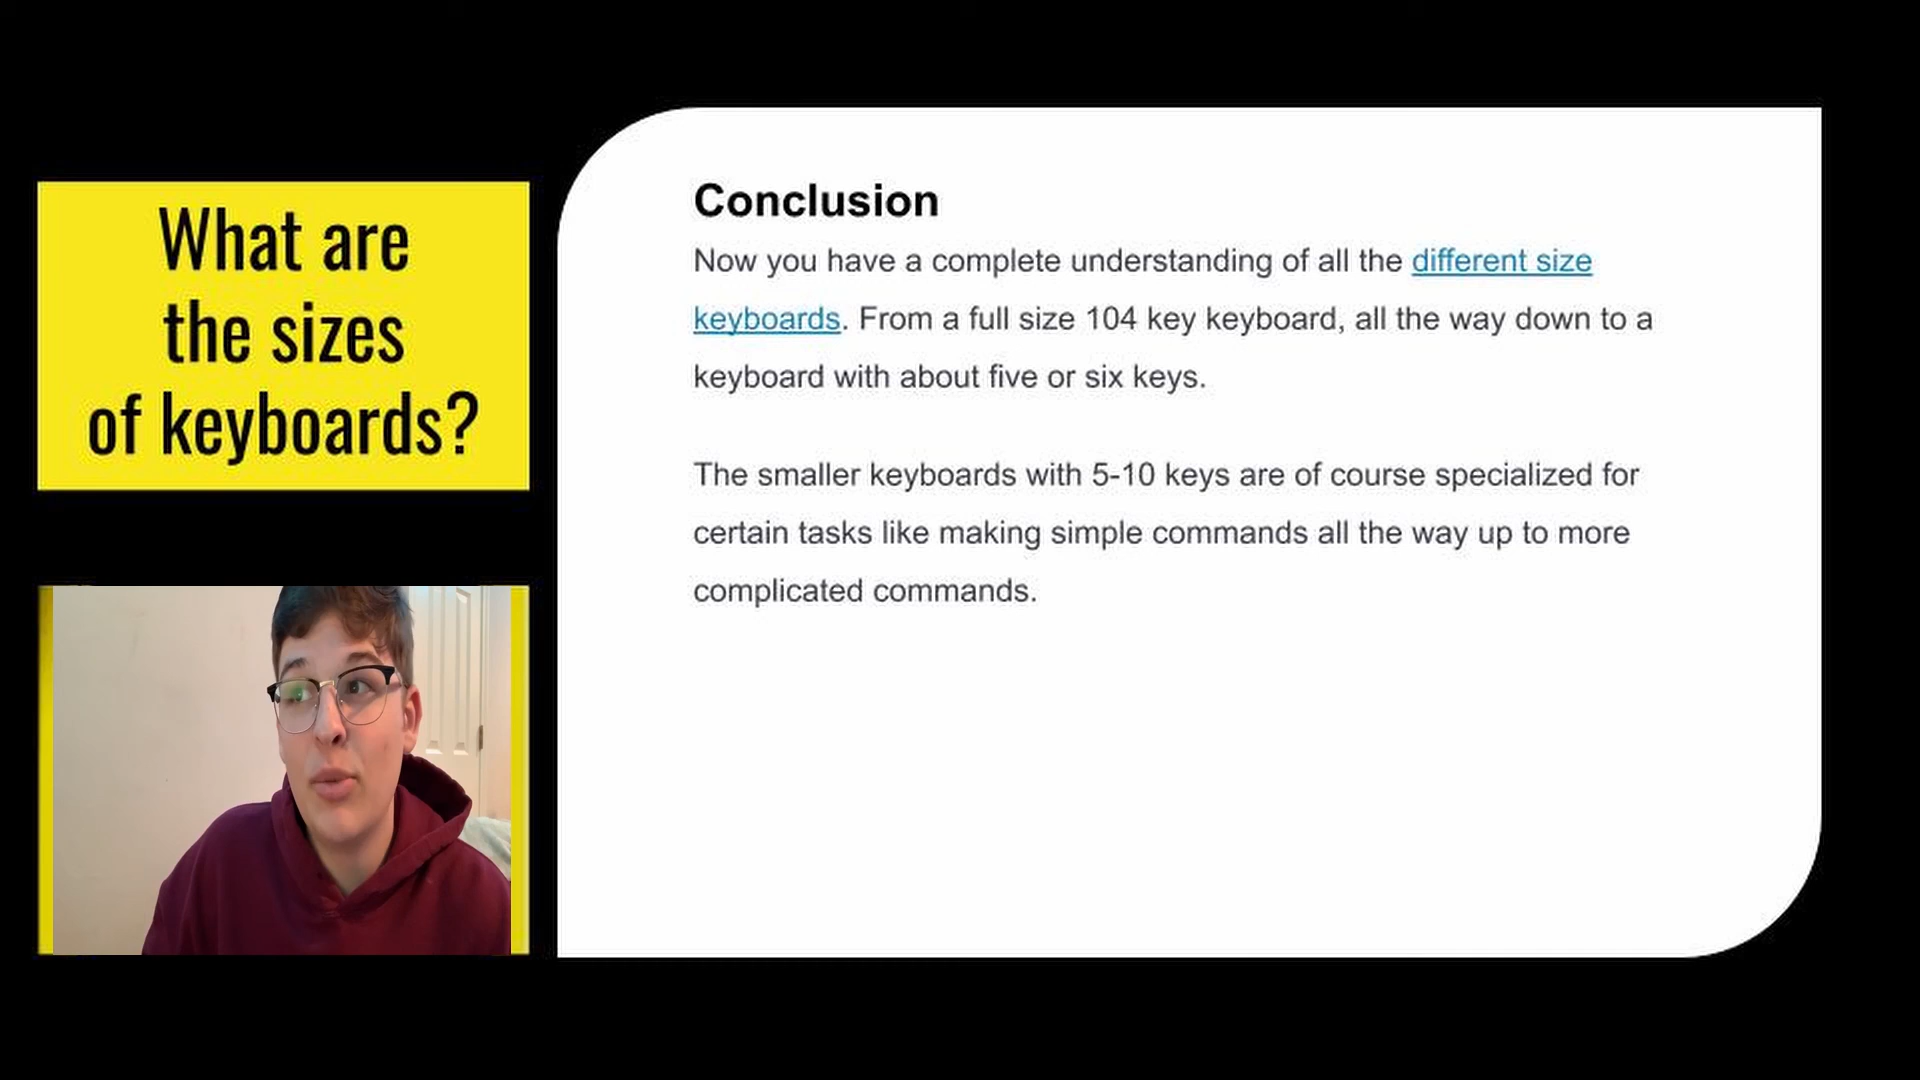 What are
the sizes
of keyboards?
Conclusion
Now you have a complete understanding of all the different size
keyboards. From a full size 104 key keyboard, all the way down to a
keyboard with about five or six keys.
The smaller keyboards with 5-10 keys are of course specialized for
certain tasks like making simple commands all the way up to more
complicated commands.